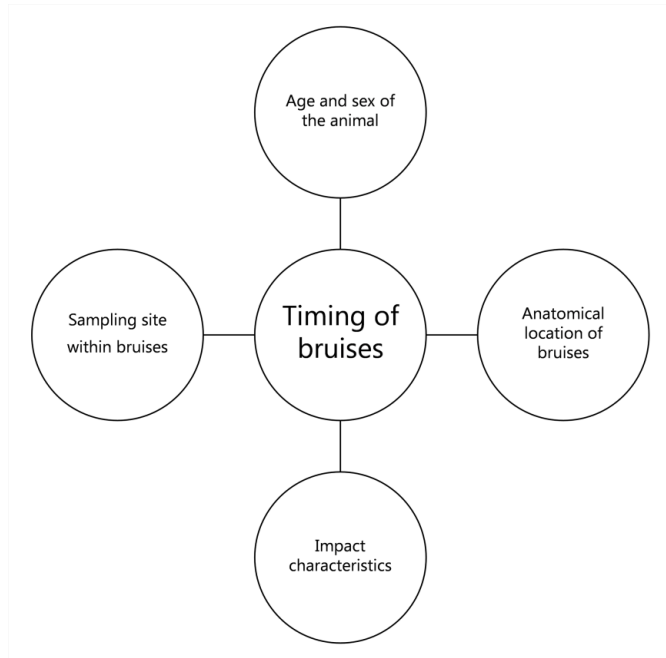 Age and sex of
the animal
Sampling site
within bruises
Timing of
bruises
Anatomical
location of
bruises
Impact
characteristics